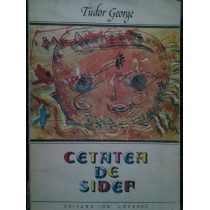 Tudor George
CETATEA
DE
SIDEF
EDITURA ION CREANGĂ